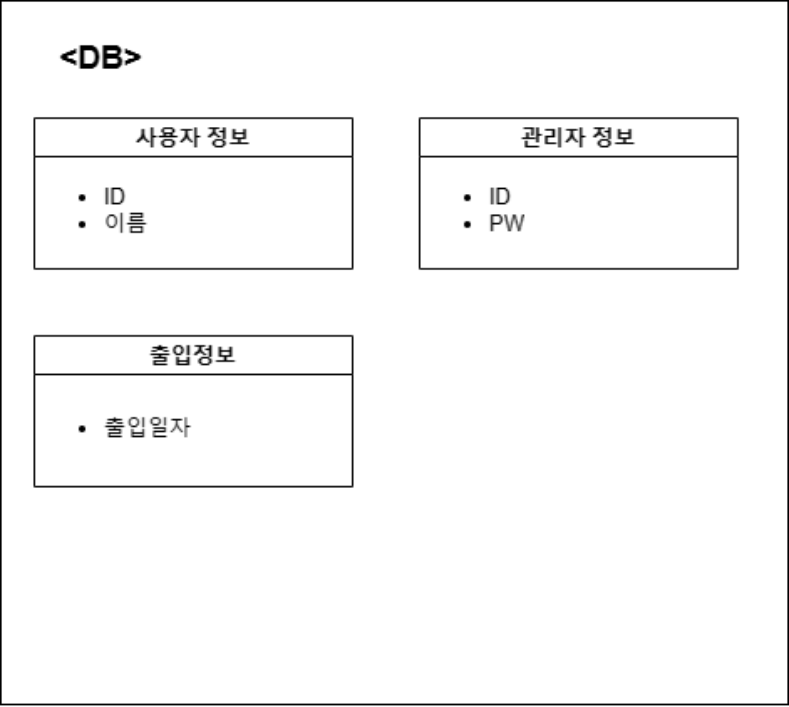 <DB>
사용자 정보
• ID
• 이름
관리자 정보
• ID
• PW
출입정보
• 출입일자